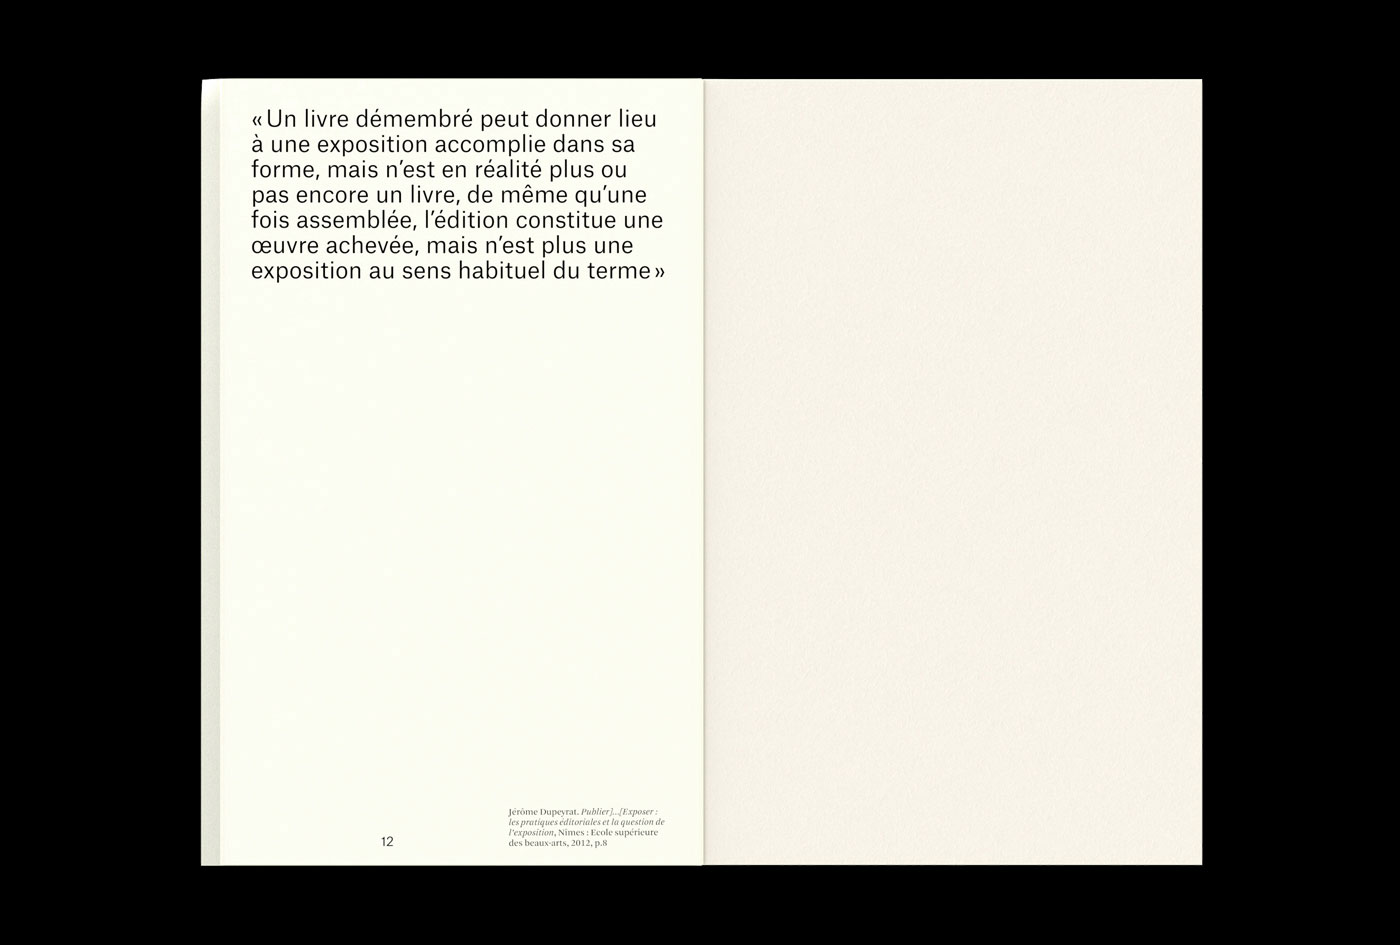 « Un livre démembré peut donner lieu
à une exposition accomplie dans sa
forme, mais n’est en réalité plus ou
pas encore un livre, de même qu’une
fois assemblée, l’édition constitue une
œuvre achevée, mais n’est plus une
exposition au sens habituel du terme »
Jérôme Dupeyrat. Publier]...[Exposer :
les pratiques éditoriales et la question de
l’exposition, Nîmes : Ecole supérieure
des beaux-arts, 2012, p.8
12